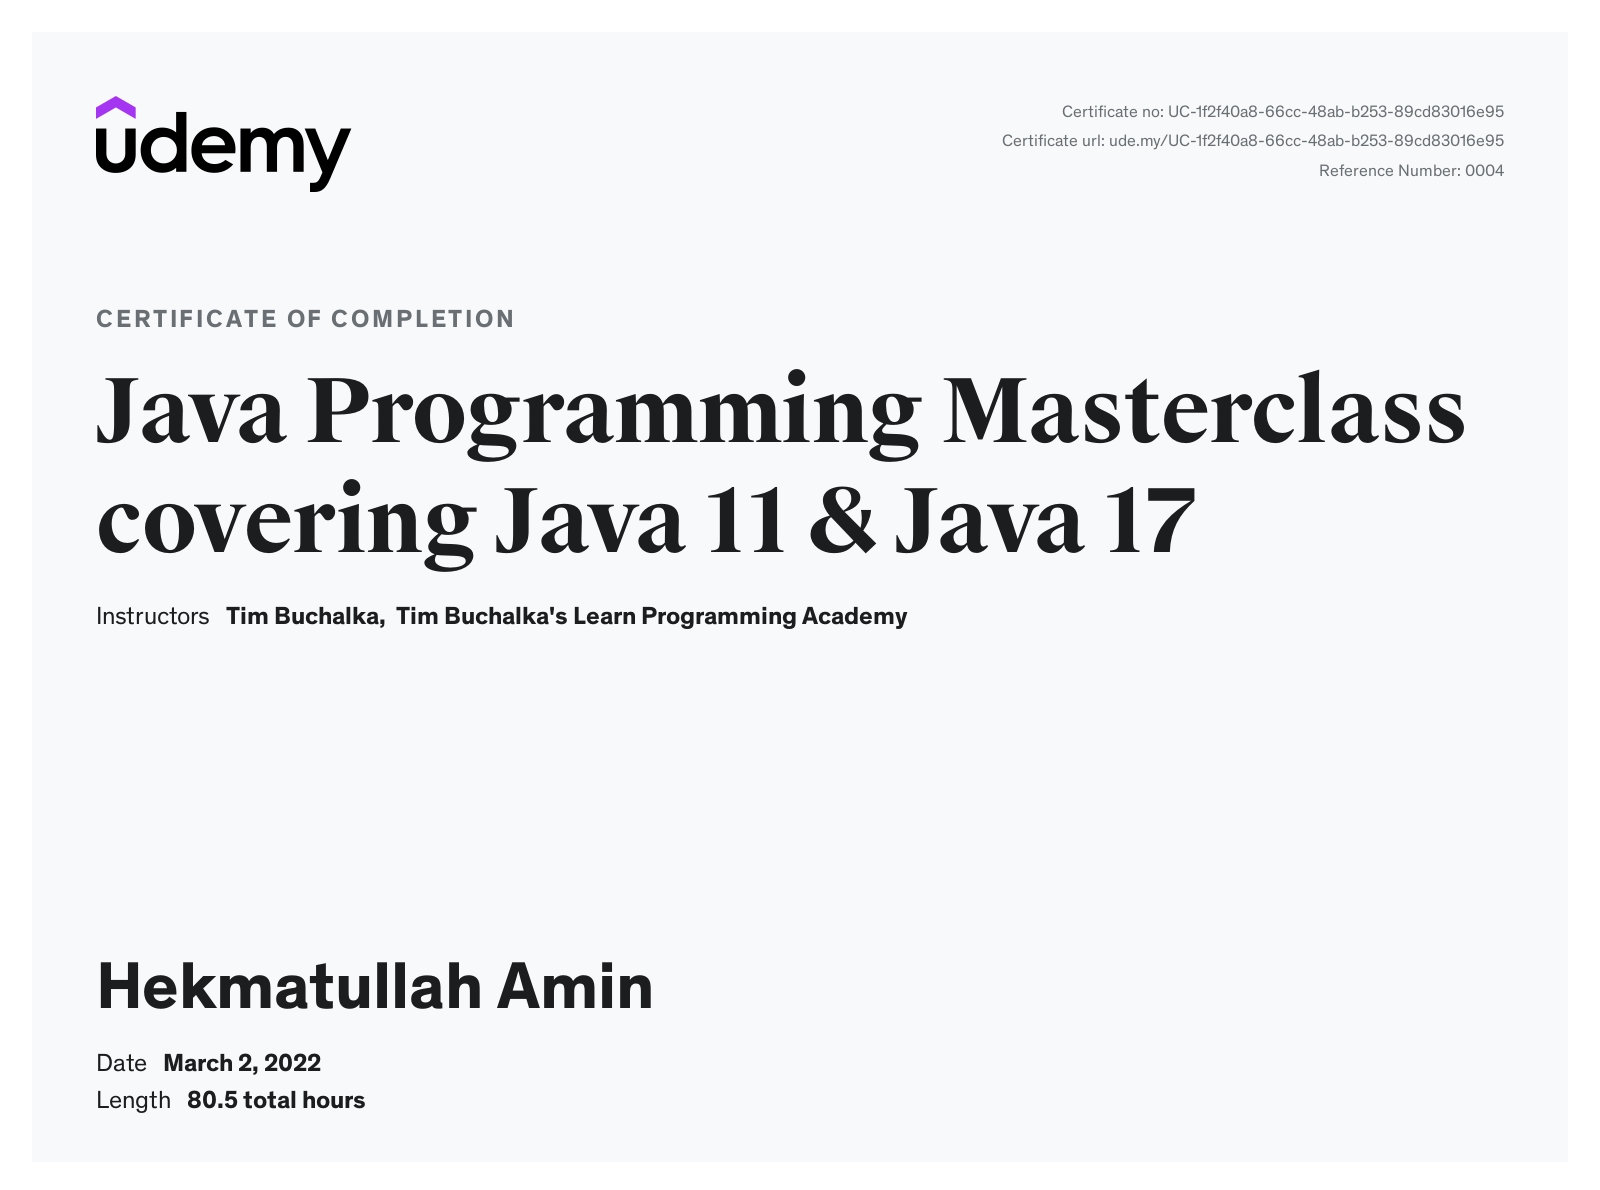 udemy
Certificate no: UC-1f2f40a8-66cc-48ab-b253-89cd83016e95
Certificate url: ude.my/UC-1f2f40a8-66cc-48ab-b253-89cd83016e95
Reference Number: 0004
CERTIFICATE OF COMPLETION
Java Programming Masterclass
covering Java 11 & Java 17
Instructors Tim Buchalka, Tim Buchalka's Learn Programming Academy
Hekmatullah Amin
Date March 2, 2022
Length 80.5 total hours